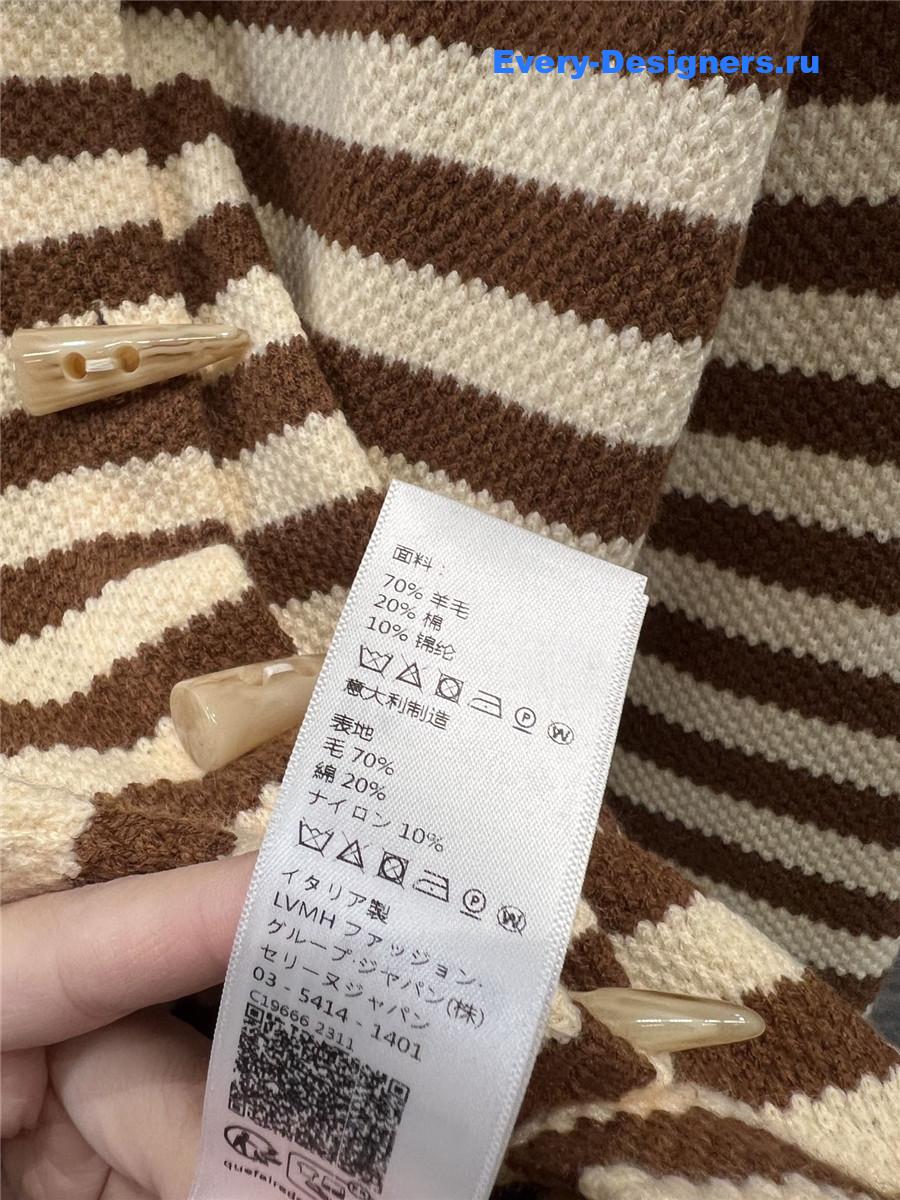 Every-Designers.ru
面料：
70% 羊毛
20% 棉
10% 锦纶
意大利制造
表地
毛 70%
綿 20%
ナイロン 10%
イタリア製
LVMH ファッション.
グループ·ジャパン(株)
セリーヌジャパン
03 - 5414 - 1401
C19666 2311